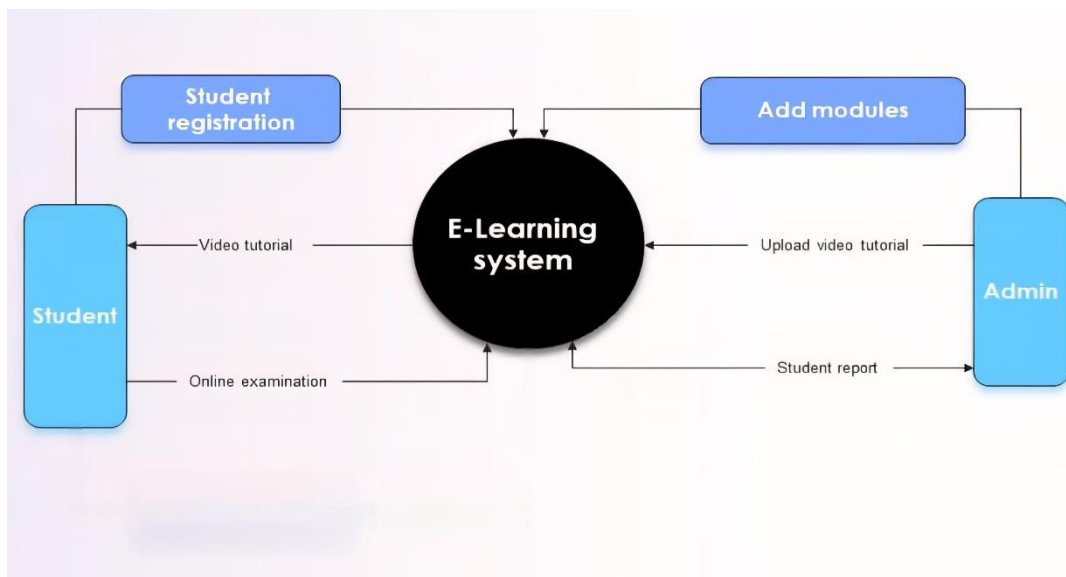 Student
registration
Add modules
E-Learning
system
Video tutorial
Upload video tutorial
Student
Admin
Online examination
Student report